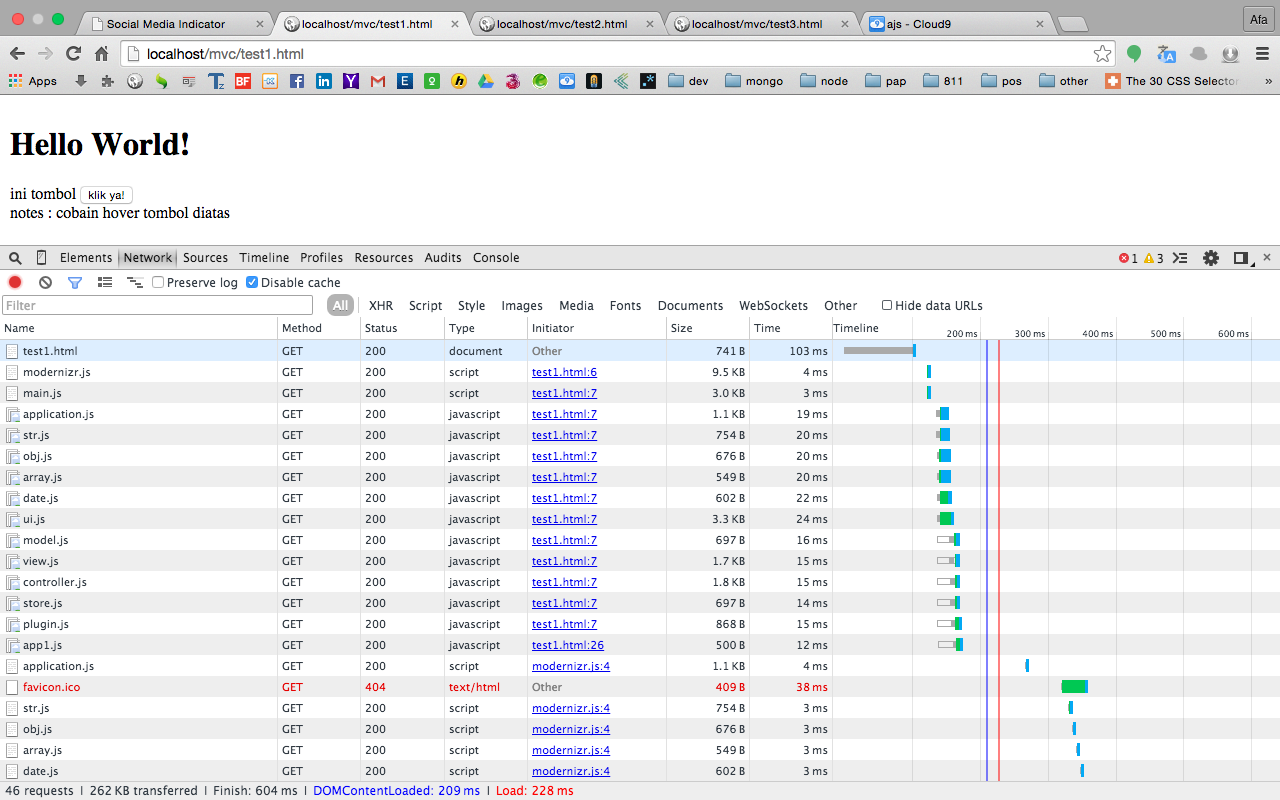 Social Media Indicator
localhost/mvc/test1.html
localhost/mvc/test2.html
localhost/mvc/test3.html
ajs - Cloud9
Afa
localhost/mvc/test1.html
Apps dev mongo node pap 811 pos other The 30 CSS Selector »
Hello World!
ini tombol klik ya!
notes : cobain hover tombol diatas
Elements Network Sources Timeline Profiles Resources Audits Console 1 3
Preserve log Disable cache
Filter All XHR Script Style Images Media Fonts Documents WebSockets Other Hide data URLs
Name Method Status Type Initiator Size Time Timeline 200 ms 300 ms 400 ms 500 ms 600 ms
test1.html GET 200 document Other 741 B 103 ms
modernizr.js GET 200 script test1.html:6 9.5 KB 4 ms
main.js GET 200 script test1.html:7 3.0 KB 3 ms
application.js GET 200 javascript test1.html:7 1.1 KB 19 ms
str.js GET 200 javascript test1.html:7 754 B 20 ms
obj.js GET 200 javascript test1.html:7 676 B 20 ms
array.js GET 200 javascript test1.html:7 549 B 20 ms
date.js GET 200 javascript test1.html:7 602 B 22 ms
ui.js GET 200 javascript test1.html:7 3.3 KB 24 ms
model.js GET 200 javascript test1.html:7 697 B 16 ms
view.js GET 200 javascript test1.html:7 1.7 KB 15 ms
controller.js GET 200 javascript test1.html:7 1.8 KB 15 ms
store.js GET 200 javascript test1.html:7 697 B 14 ms
plugin.js GET 200 javascript test1.html:7 868 B 15 ms
app1.js GET 200 javascript test1.html:26 500 B 12 ms
application.js GET 200 script modernizr.js:4 1.1 KB 4 ms
favicon.ico GET 404 text/html Other 409 B 38 ms
str.js GET 200 script modernizr.js:4 754 B 3 ms
obj.js GET 200 script modernizr.js:4 676 B 3 ms
array.js GET 200 script modernizr.js:4 549 B 3 ms
date.js GET 200 script modernizr.js:4 602 B 3 ms
46 requests | 262 KB transferred | Finish: 604 ms | DOMContentLoaded: 209 ms | Load: 228 ms